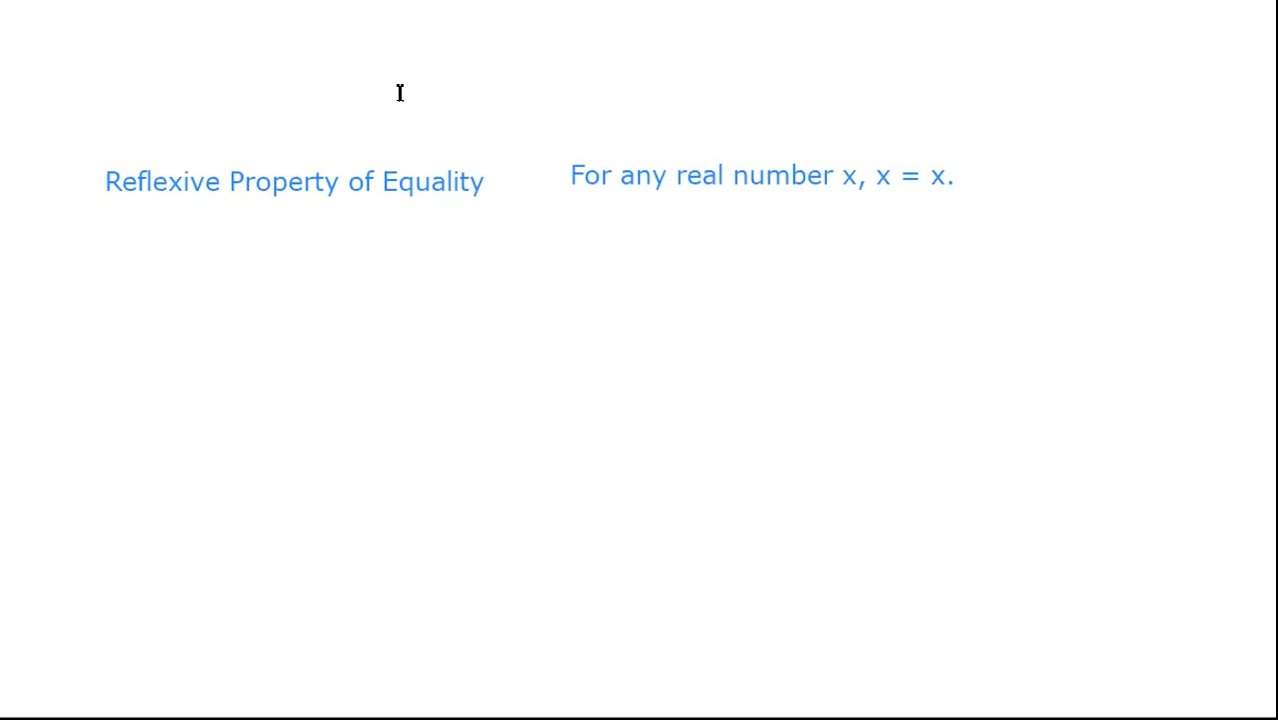 Reflexive Property of Equality
For any real number x, x = x.